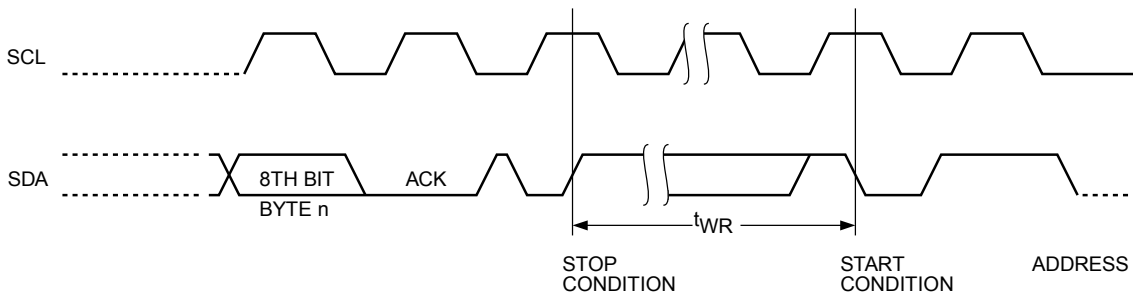 SCL
SDA
8TH BIT
ACK
BYTE n
tWR
STOP
CONDITION
START
CONDITION
ADDRESS